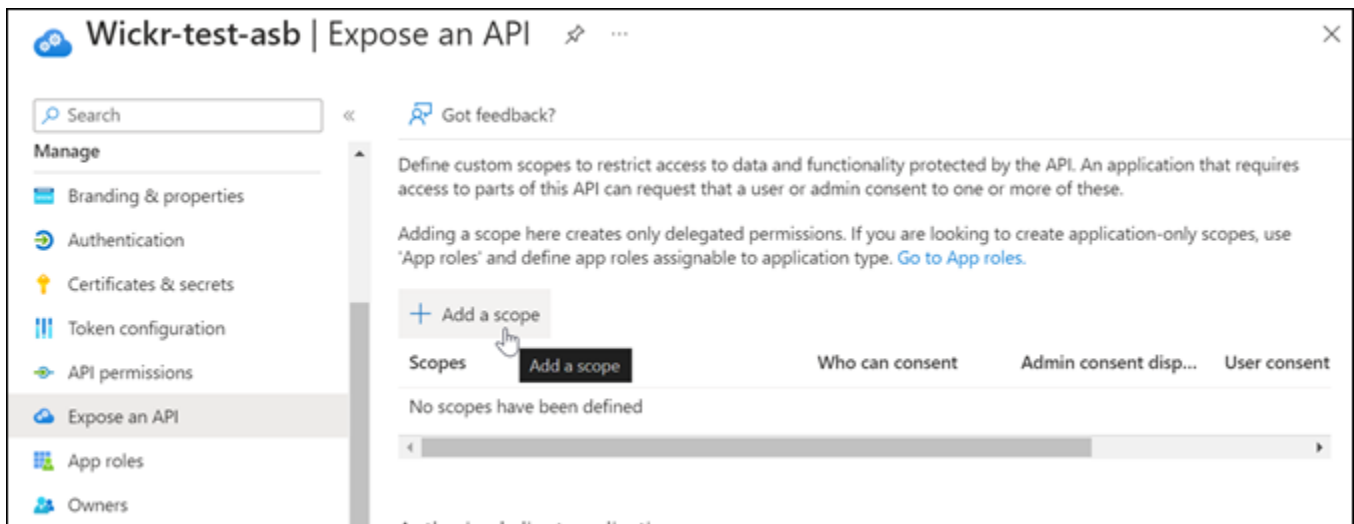 Wickr-test-asb | Expose an API
Search
Got feedback?
Manage
Branding & properties
Authentication
Certificates & secrets
Token configuration
API permissions
Expose an API
App roles
Owners
Define custom scopes to restrict access to data and functionality protected by the API. An application that requires
access to parts of this API can request that a user or admin consent to one or more of these.
Adding a scope here creates only delegated permissions. If you are looking to create application-only scopes, use
'App roles' and define app roles assignable to application type. Go to App roles.
Add a scope
Add a scope
Scopes Who can consent Admin consent disp... User consent
No scopes have been defined